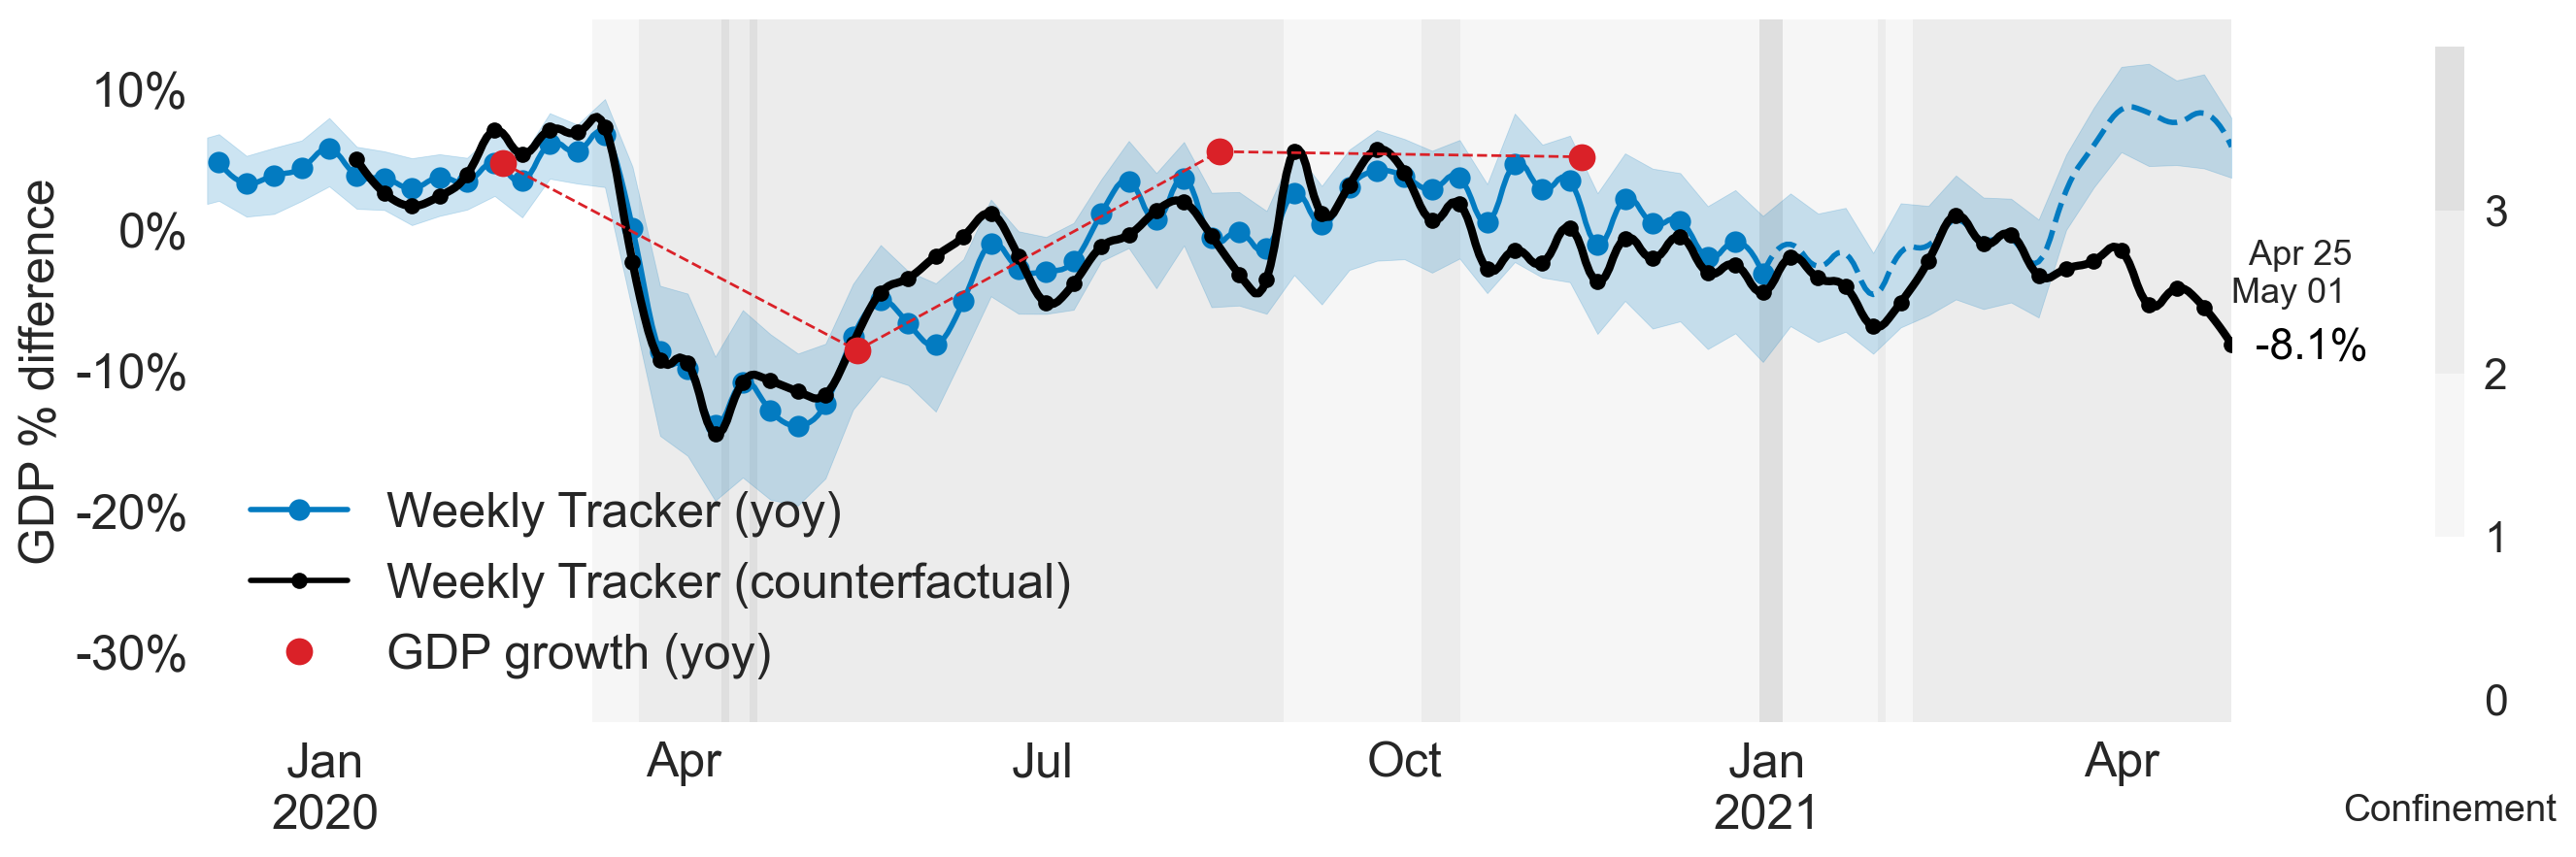 GDP % difference
10%
0%
-10%
-20%
-30%
Weekly Tracker (yoy)
Weekly Tracker (counterfactual)
GDP growth (yoy)
Jan
2020
Apr
Jul
Oct
Jan
2021
Apr
Apr 25
May 01
-8.1%
3
2
1
0
Confinement